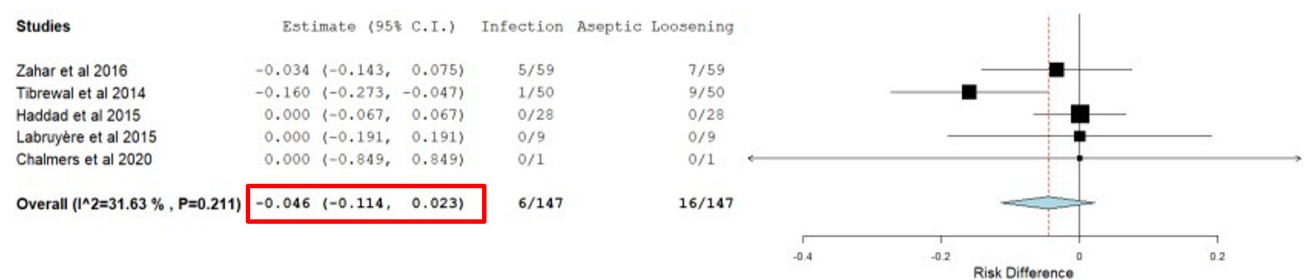 Studies Estimate (95% C.I.) Infection Aseptic Loosening
Zahar et al 2016 -0.034 (-0.143, 0.075) 5/59 7/59
Tibrewal et al 2014 -0.160 (-0.273, -0.047) 1/50 9/50
Haddad et al 2015 0.000 (-0.067, 0.067) 0/28 0/28
Labruyère et al 2015 0.000 (-0.191, 0.191) 0/9 0/9
Chalmers et al 2020 0.000 (-0.849, 0.849) 0/1 0/1
Overall (I^2=31.63 % , P=0.211) -0.046 (-0.114, 0.023) 6/147 16/147
-0.4 -0.2 0 0.2
Risk Difference